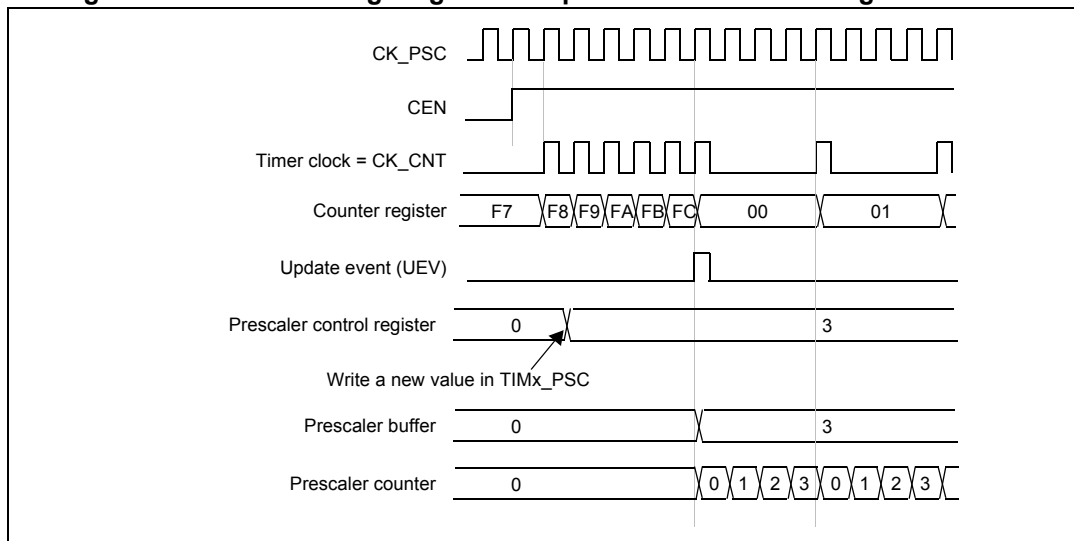 CK_PSC
CEN
Timer clock = CK_CNT
Counter register F7 F8 F9 FA FB FC 00 01
Update event (UEV)
Prescaler control register 0 3
Write a new value in TIMx_PSC
Prescaler buffer 0 3
Prescaler counter 0 0 1 2 3 0 1 2 3